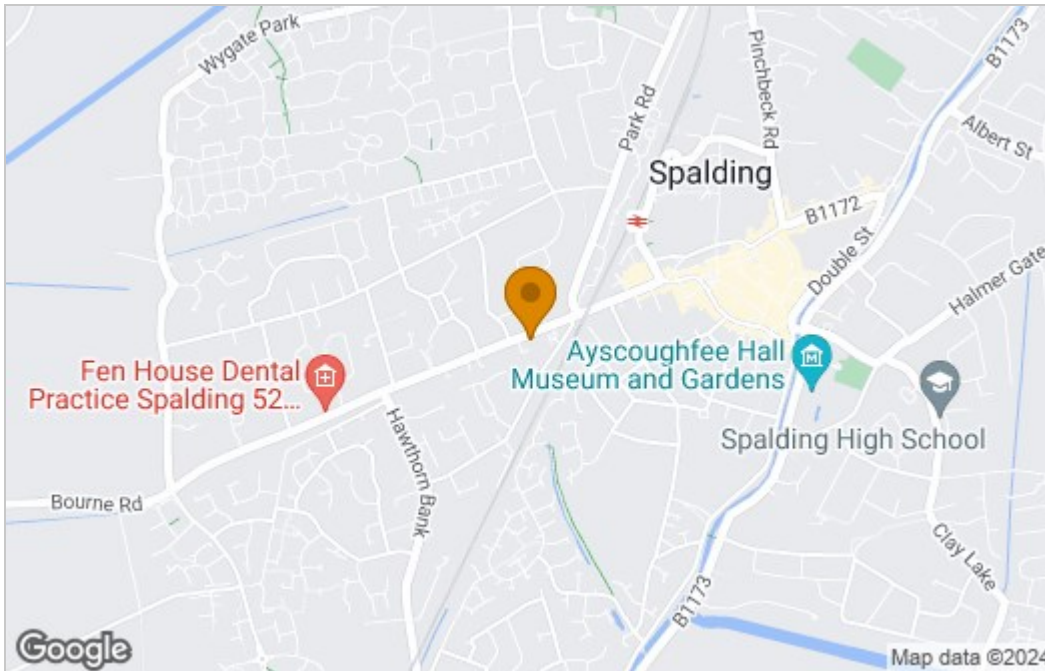 Wygate Park
Park Rd
Pinchbeck Rd
B1173
Albert St
Spalding
B1172
Double St
Halmer Gate
Fen House Dental
Practice Spalding 52...
Ayscoughfee Hall
Museum and Gardens
Spalding High School
Hawthorn Bank
Bourne Rd
Clay Lake
B1173
Google
Map data ©2024